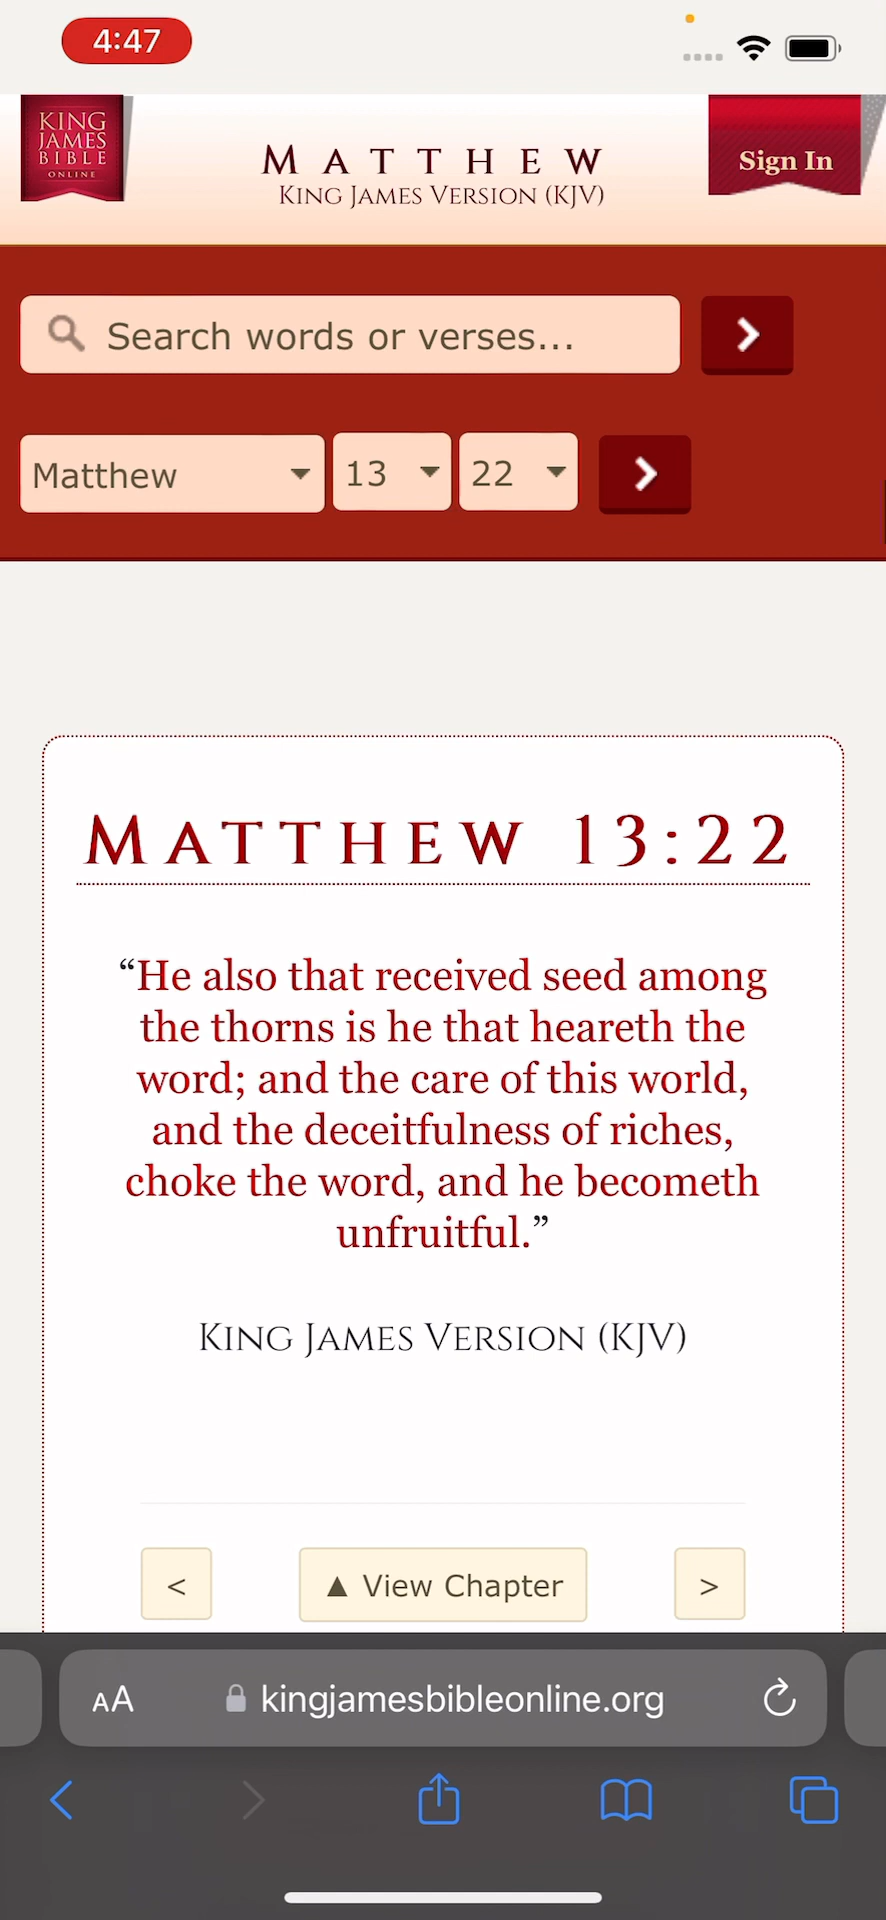 4:47
KING
JAMES
BIBLE
ONLINE
MATTHEW
KING JAMES VERSION (KJV)
Sign In
Search words or verses...
Matthew 13 22
MATTHEW 13:22
“He also that received seed among
the thorns is he that heareth the
word; and the care of this world,
and the deceitfulness of riches,
choke the word, and he becometh
unfruitful.”
KING JAMES VERSION (KJV)
< ▲ View Chapter >
AA kingjamesbibleonline.org